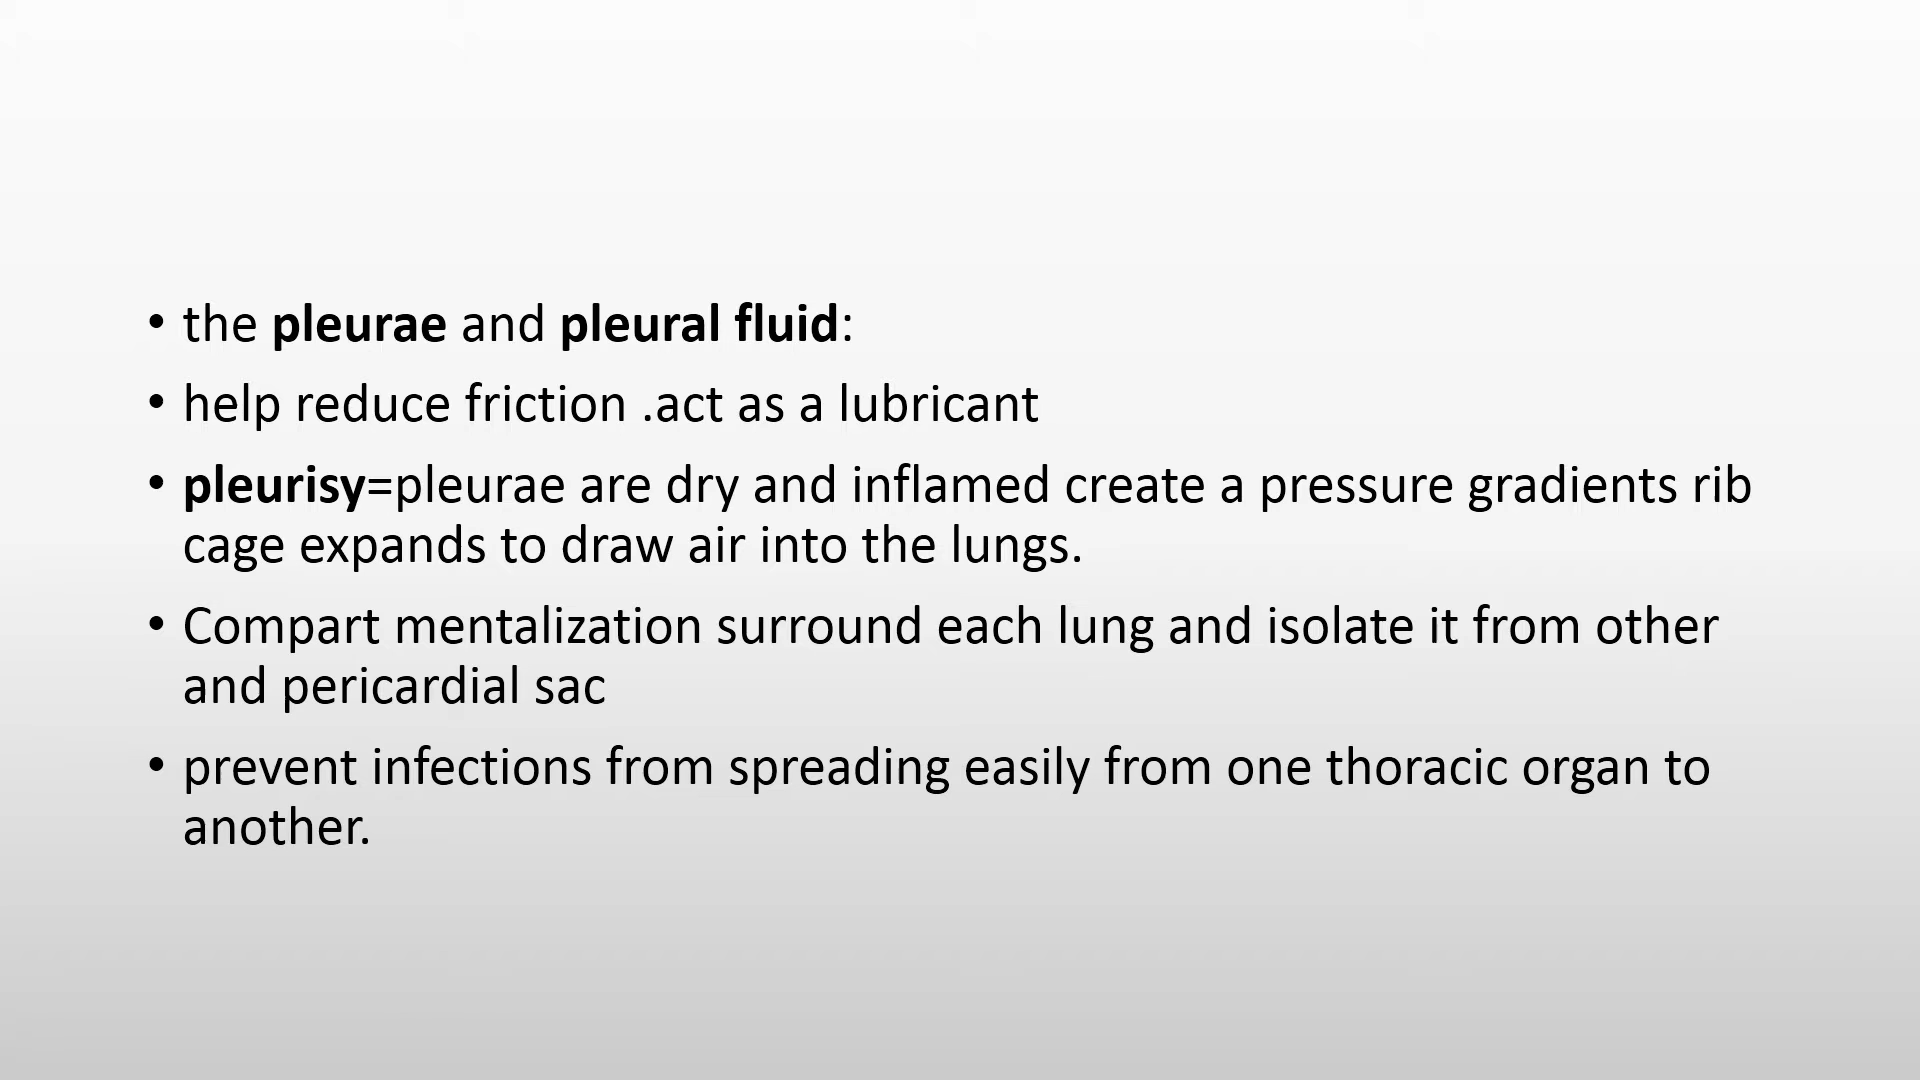 • the pleurae and pleural fluid:
• help reduce friction .act as a lubricant
• pleurisy=pleurae are dry and inflamed create a pressure gradients rib
cage expands to draw air into the lungs.
• Compart mentalization surround each lung and isolate it from other
and pericardial sac
• prevent infections from spreading easily from one thoracic organ to
another.